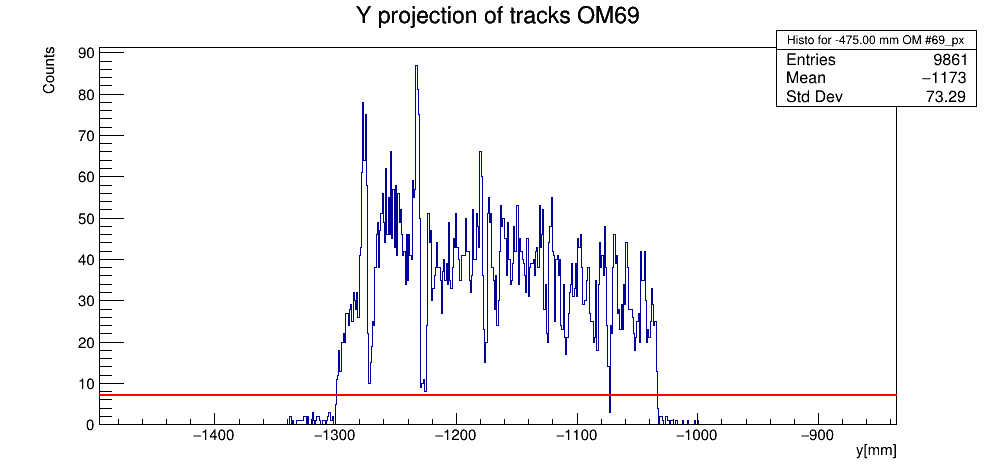 Y projection of tracks OM69
Histo for -475.00 mm OM #69_px
Entries 9861
Mean −1173
Std Dev 73.29
Counts
90
80
70
60
50
40
30
20
10
0
−1400 −1300 −1200 −1100 −1000 −900
y[mm]